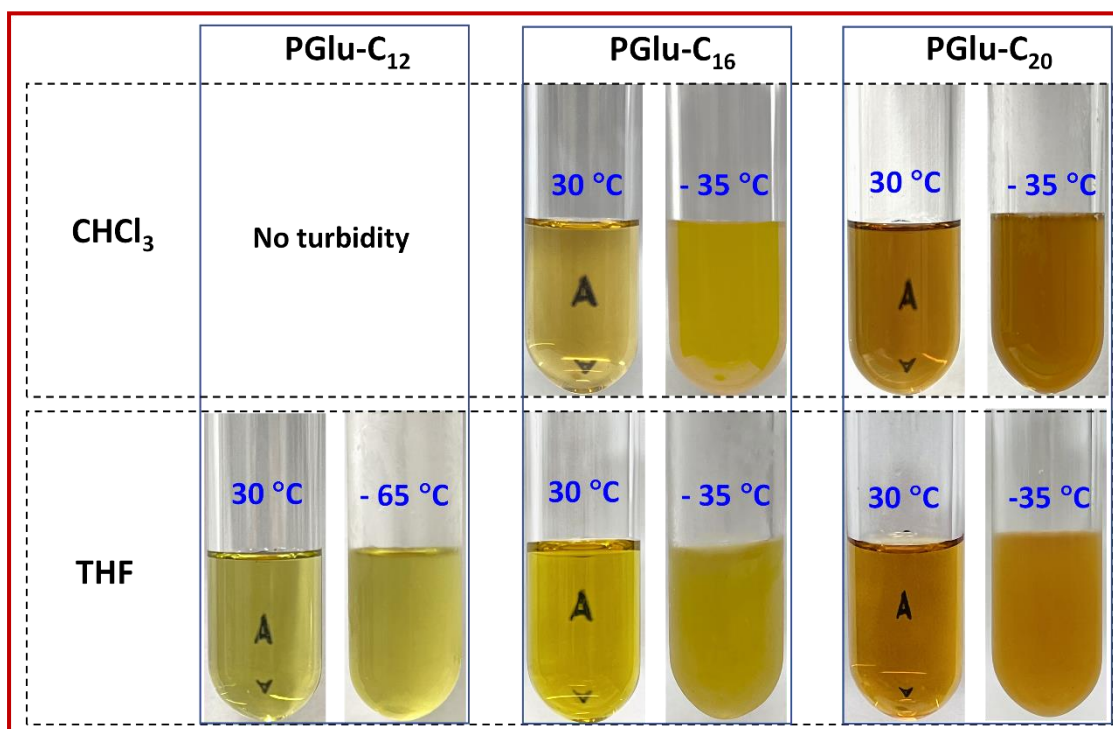 PGlu-C₁₂ PGlu-C₁₆ PGlu-C₂₀
CHCl₃ No turbidity 30 °C - 35 °C 30 °C - 35 °C
A A
A A
THF 30 °C - 65 °C 30 °C - 35 °C 30 °C -35 °C
A A A
A A A